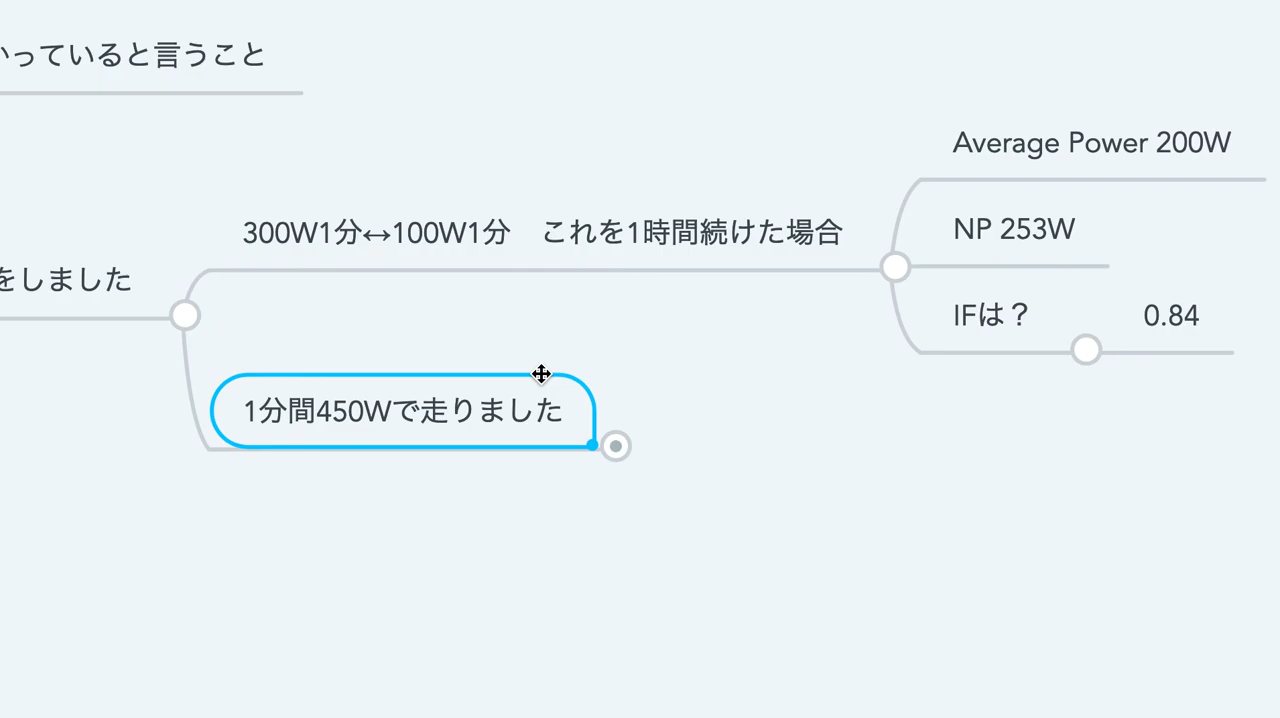 かっていると言うこと
Average Power 200W
NP 253W
300W1分↔100W1分　これを1時間続けた場合
をしました
IFは？
0.84
1分間450Wで走りました